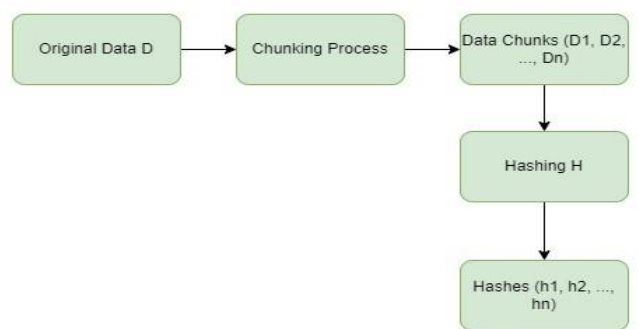 Original Data D
Chunking Process
Data Chunks (D1, D2,
..., Dn)
Hashing H
Hashes (h1, h2, ...,
hn)